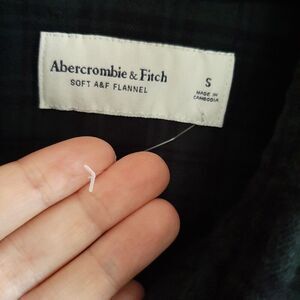 Abercrombie & Fitch
SOFT A&F FLANNEL
S
MADE IN
CAMBODIA